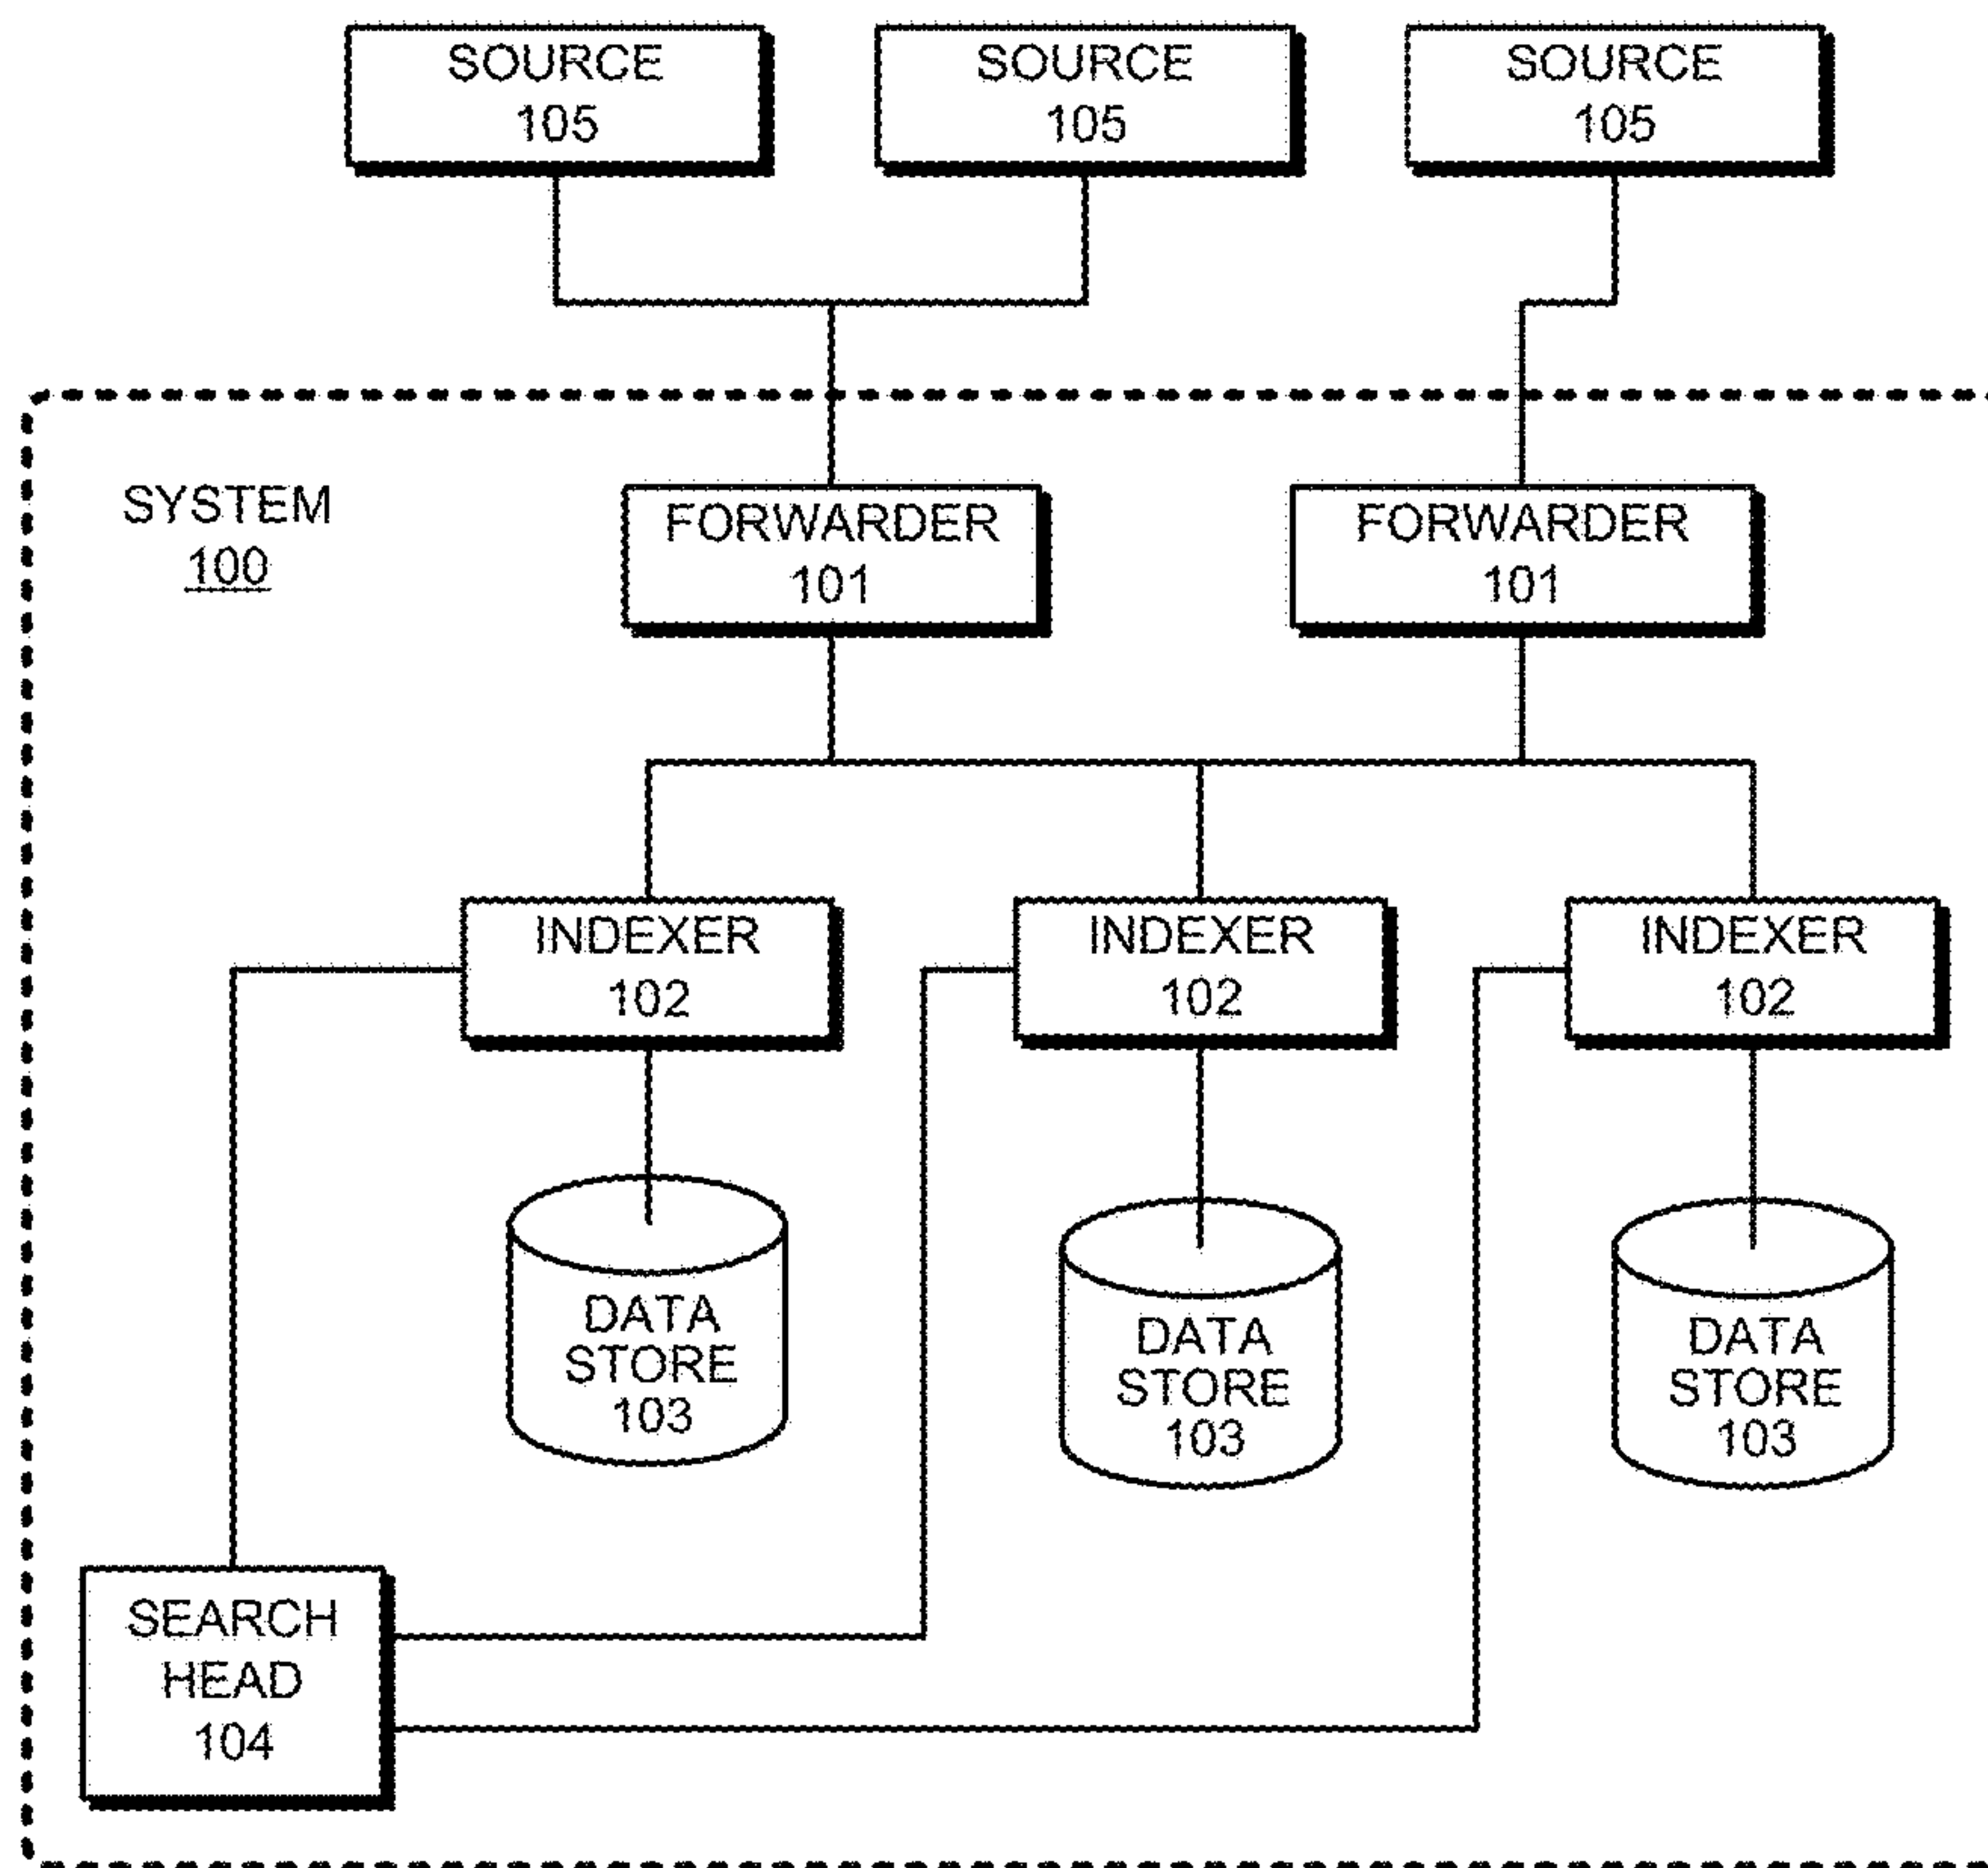 SOURCE
105
SOURCE
105
SOURCE
105
SYSTEM
100
FORWARDER
101
FORWARDER
101
INDEXER
102
INDEXER
102
INDEXER
102
DATA
STORE
103
DATA
STORE
103
DATA
STORE
103
SEARCH
HEAD
104